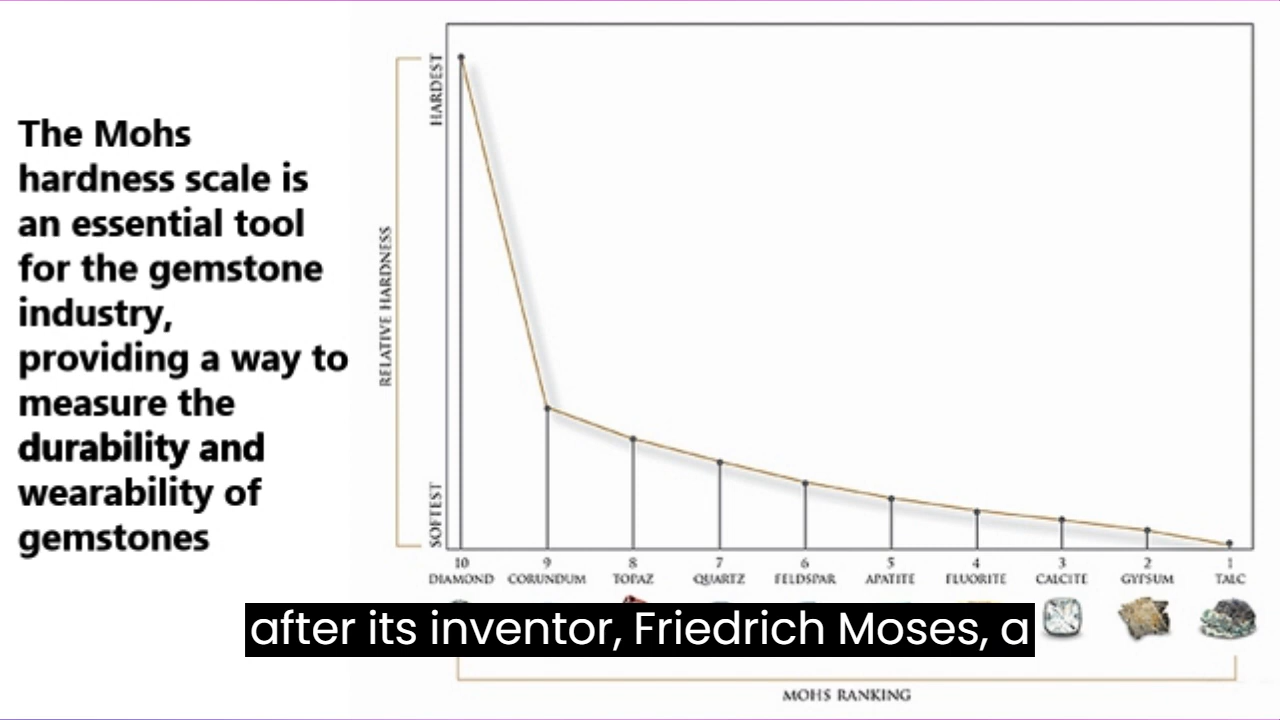 The Mohs
hardness scale is
an essential tool
for the gemstone
industry,
providing a way to
measure the
durability and
wearability of
gemstones
HARDEST
RELATIVE HARDNESS
SOFTEST
10 9 8 7 6 5 4 3 2 1
DIAMOND CORUNDUM TOPAZ QUARTZ FELDSPAR APATITE FLUORITE CALCITE GYPSUM TALC
after its inventor, Friedrich Moses, a
MOHS RANKING